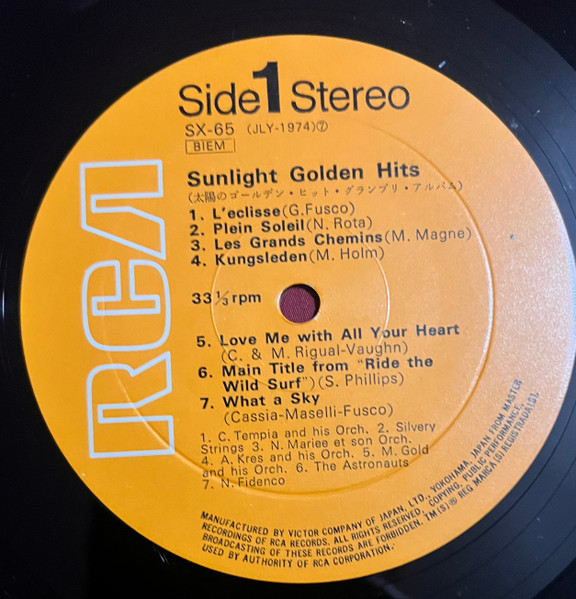 Side 1 Stereo
SX-65 (JLY-1974)⑦
BIEM
Sunlight Golden Hits
(太陽のゴールデン・ヒット・グランプリ・アルバム)
1. L'eclisse(G.Fusco)
2. Plein Soleil(N. Rota)
3. Les Grands Chemins(M. Magne)
4. Kungsleden(M. Holm)
33⅓rpm
RCA
5. Love Me with All Your Heart
(C. & M. Rigual-Vaughn)
6. Main Title from "Ride the
Wild Surf")(S. Phillips)
7. What a Sky
(Cassia-Maselli-Fusco)
1. C. Tempia and his Orch. 2. Silvery
Strings 3. N. Mariee et son Orch.
4. A. Kres and his Orch. 5. M. Gold
and his Orch. 6. The Astronauts
7. N. Fidenco
MANUFACTURED BY VICTOR COMPANY OF JAPAN, LTD., YOKOHAMA, JAPAN FROM MASTER
RECORDINGS OF RCA RECORDS. ALL RIGHTS RESERVED. COPYING, PUBLIC PERFORMANCE,
BROADCASTING OF THESE RECORDS ARE FORBIDDEN. TM(S)® REG MARCA(S) REGISTRADA(S).
USED BY AUTHORITY OF RCA CORPORATION.